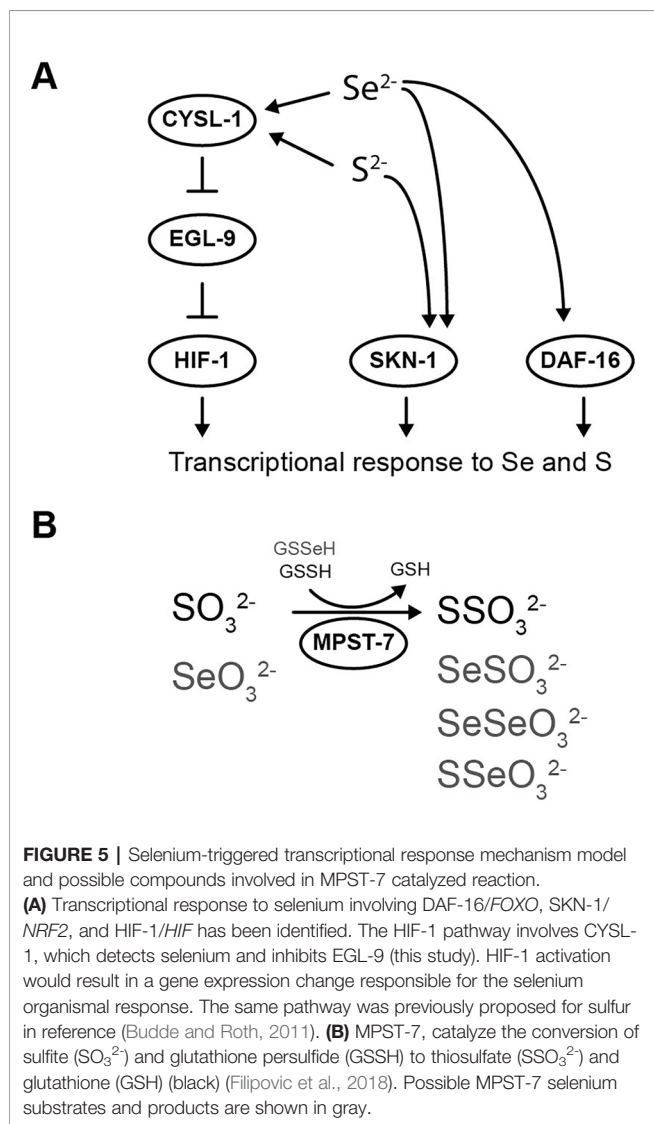 A
Se²⁻
CYSL-1
S²⁻
EGL-9
HIF-1
SKN-1
DAF-16
Transcriptional response to Se and S
B
GSSeH
GSSH
GSH
SO₃²⁻
MPST-7
SSO₃²⁻
SeO₃²⁻
SeSO₃²⁻
SeSeO₃²⁻
SSeO₃²⁻
FIGURE 5 | Selenium-triggered transcriptional response mechanism model
and possible compounds involved in MPST-7 catalyzed reaction.
(A) Transcriptional response to selenium involving DAF-16/FOXO, SKN-1/
NRF2, and HIF-1/HIF has been identified. The HIF-1 pathway involves CYSL-
1, which detects selenium and inhibits EGL-9 (this study). HIF-1 activation
would result in a gene expression change responsible for the selenium
organismal response. The same pathway was previously proposed for sulfur
in reference (Budde and Roth, 2011). (B) MPST-7, catalyze the conversion of
sulfite (SO₃²⁻) and glutathione persulfide (GSSH) to thiosulfate (SSO₃²⁻) and
glutathione (GSH) (black) (Filipovic et al., 2018). Possible MPST-7 selenium
substrates and products are shown in gray.